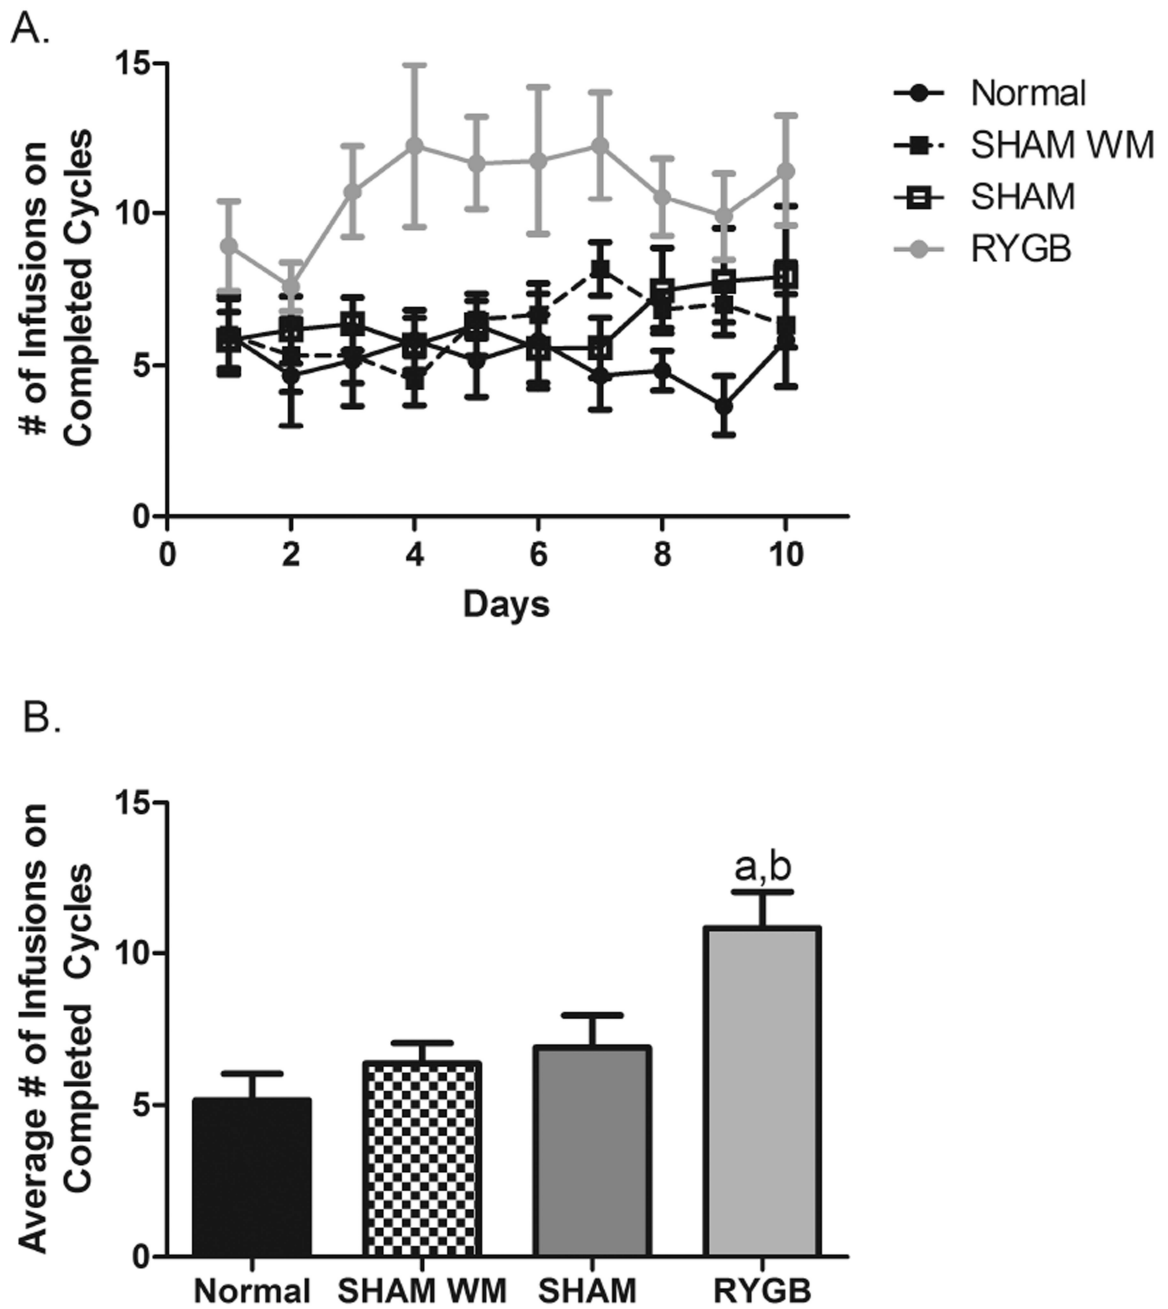 A.
# of Infusions on
Completed Cycles
15
10
5
0
0 2 4 6 8 10
Days
Normal
SHAM WM
SHAM
RYGB
B.
Average # of Infusions on
Completed Cycles
15
10
5
0
a,b
Normal SHAM WM SHAM RYGB